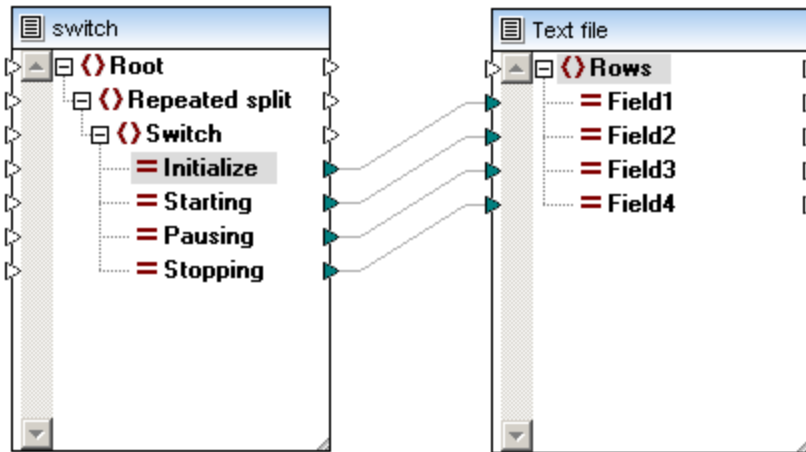 switch
Root
Repeated split
Switch
Initialize
Starting
Pausing
Stopping
Text file
Rows
Field1
Field2
Field3
Field4